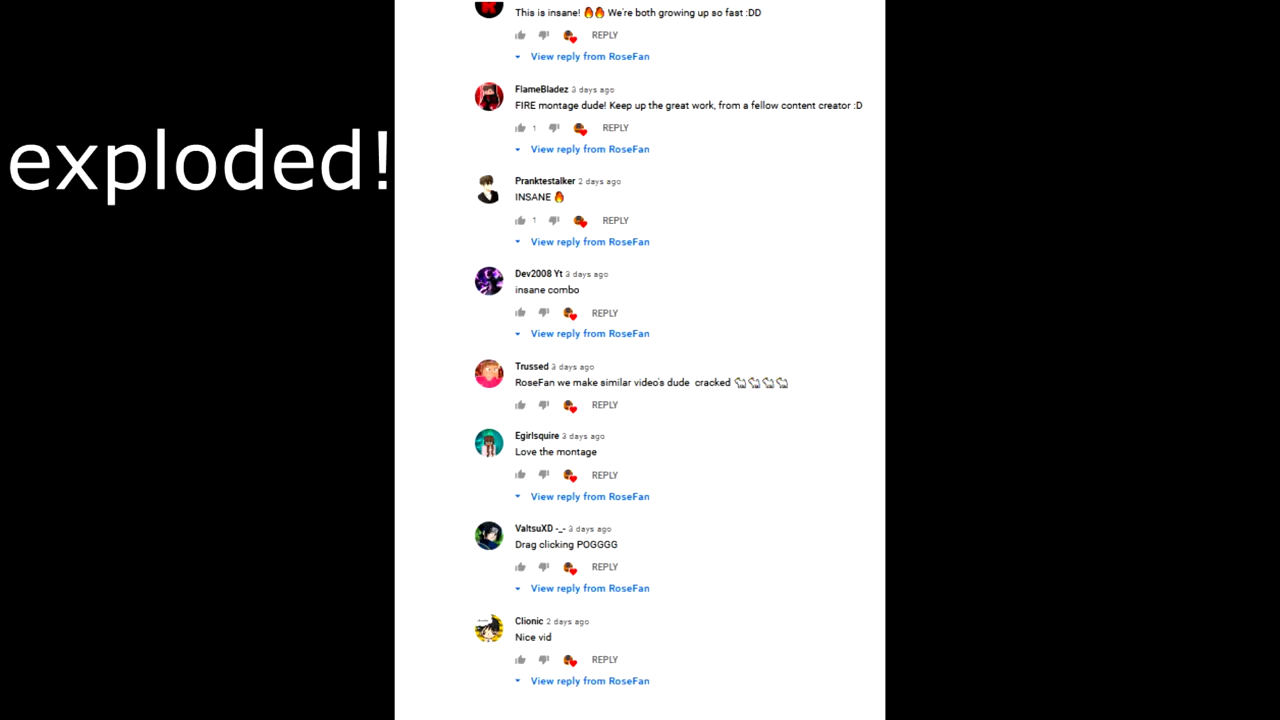 This is insane! 🔥🔥 We're both growing up so fast :DD
REPLY
View reply from RoseFan
exploded!
FlameBladez 3 days ago
FIRE montage dude! Keep up the great work, from a fellow content creator :D
1 REPLY
View reply from RoseFan
Pranktestalker 2 days ago
INSANE 🔥
1 REPLY
View reply from RoseFan
Dev2008 Yt 3 days ago
insane combo
REPLY
View reply from RoseFan
Trussed 3 days ago
RoseFan we make similar video's dude cracked 🐐🐐🐐🐐
REPLY
Egirlsquire 3 days ago
Love the montage
REPLY
View reply from RoseFan
ValtsuXD -_- 3 days ago
Drag clicking POGGGG
REPLY
View reply from RoseFan
Clionic 2 days ago
Nice vid
REPLY
View reply from RoseFan